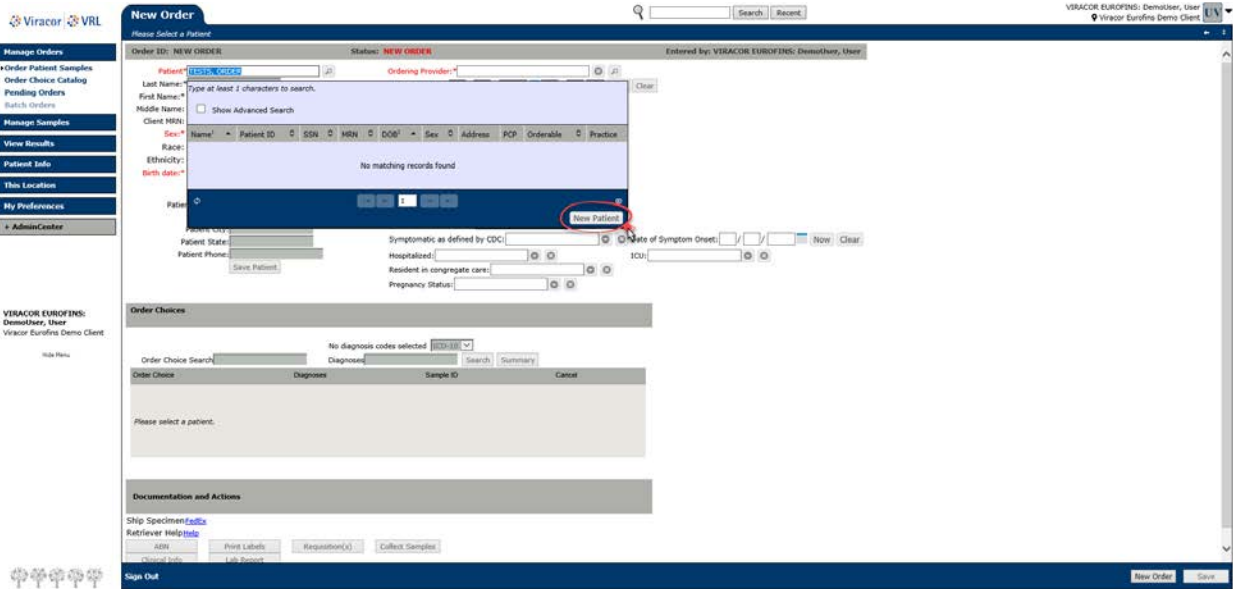 Viracor VRL
New Order
Search Recent
VIRACOR EUROFINS: DemoUser, User
Viracor Eurofins Demo Client
UV
Please Select a Patient
Manage Orders
Order Patient Samples
Order Choice Catalog
Pending Orders
Batch Orders
Manage Samples
View Results
Patient Info
This Location
My Preferences
+ AdminCenter
VIRACOR EUROFINS:
DemoUser, User
Viracor Eurofins Demo Client
Hide Menu
Order ID: NEW ORDER Status: NEW ORDER Entered by: VIRACOR EUROFINS: DemoUser, User
Patient* TESTS, ORDER Ordering Provider:*
Last Name:* Clear
First Name:*
Middle Name:
Client MRN:
Sex:*
Race:
Ethnicity:
Birth date:*
Type at least 1 characters to search.
Show Advanced Search
Name1 Patient ID SSN MRN DOB2 Sex Address PCP Orderable Practice
No matching records found
1
New Patient
Patient City:
Patient State: Symptomatic as defined by CDC: Date of Symptom Onset: / / Now Clear
Patient Phone: Hospitalized: ICU:
Save Patient Resident in congregate care:
Pregnancy Status:
Order Choices
No diagnosis codes selected ICD-10
Order Choice Search Diagnoses Search Summary
Order Choice Diagnoses Sample ID Cancel
Please select a patient.
Documentation and Actions
Ship Specimen FedEx
Retriever Help Help
ABN Print Labels Requisition(s) Collect Samples
Clinical Info Lab Report
Sign Out New Order Save